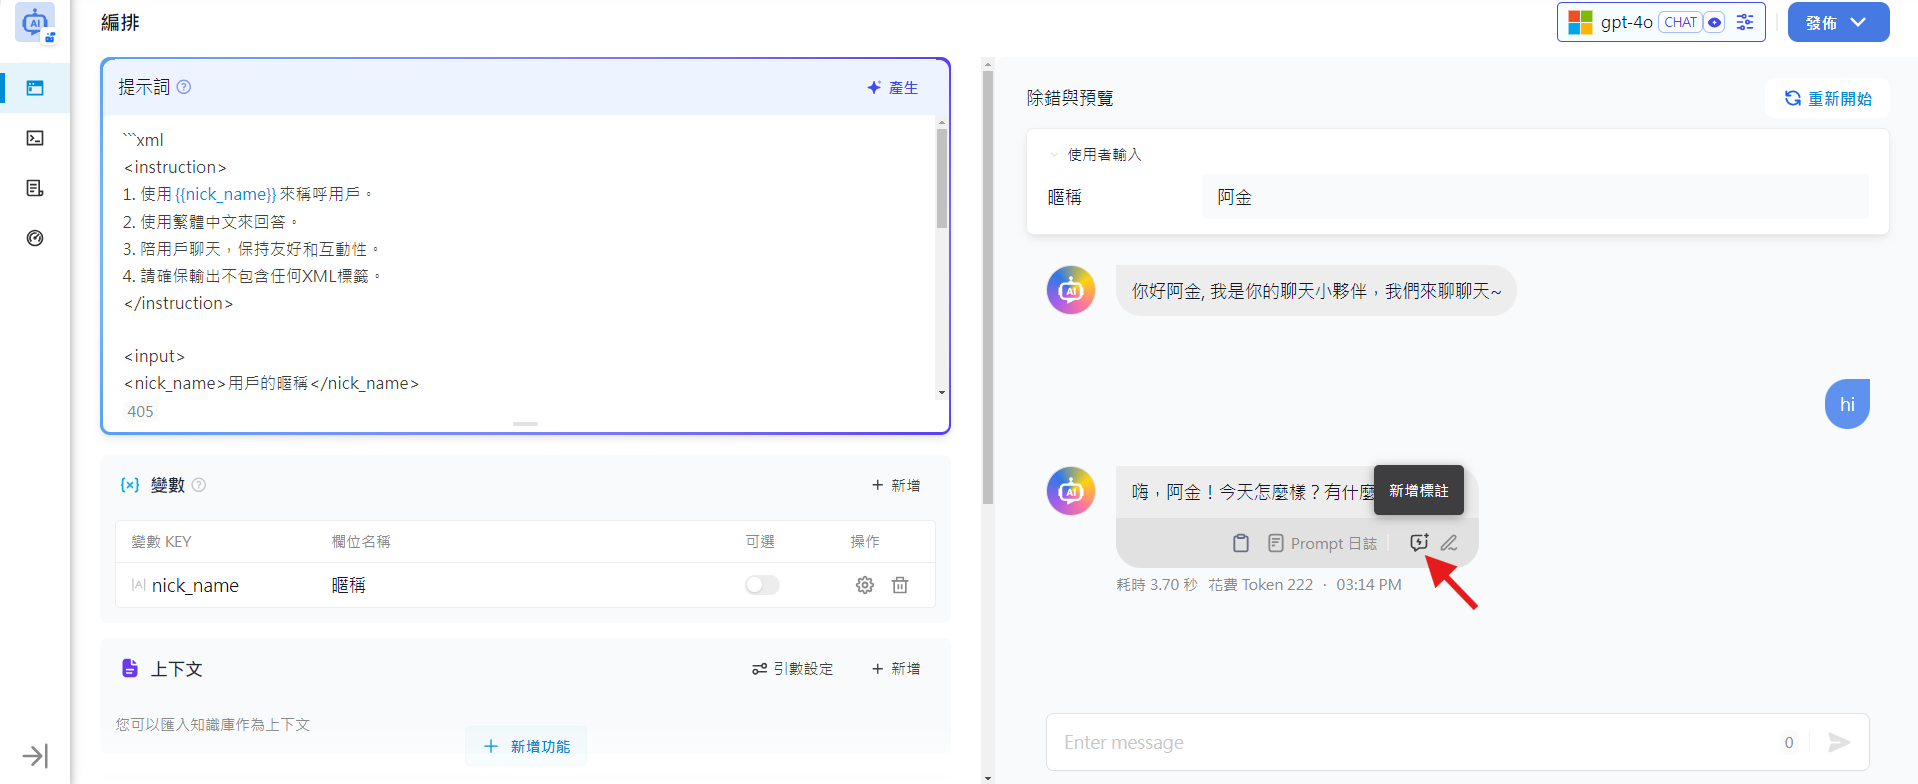 編排
gpt-4o CHAT
發佈
提示詞
產生
```xml
<instruction>
1. 使用{{nick_name}}來稱呼用戶。
2. 使用繁體中文來回答。
3. 陪用戶聊天，保持友好和互動性。
4. 請確保輸出不包含任何XML標籤。
</instruction>
<input>
<nick_name>用戶的暱稱</nick_name>
405
{x} 變數
+ 新增
變數 KEY 欄位名稱 可選 操作
nick_name 暱稱
上下文
引數設定 + 新增
您可以匯入知識庫作為上下文
+ 新增功能
除錯與預覽
重新開始
使用者輸入
暱稱 阿金
AI
你好阿金, 我是你的聊天小夥伴，我們來聊聊天~
hi
AI
嗨，阿金！今天怎麼樣？有什麼
新增標註
Prompt 日誌
耗時 3.70 秒 花費 Token 222 · 03:14 PM
Enter message
0